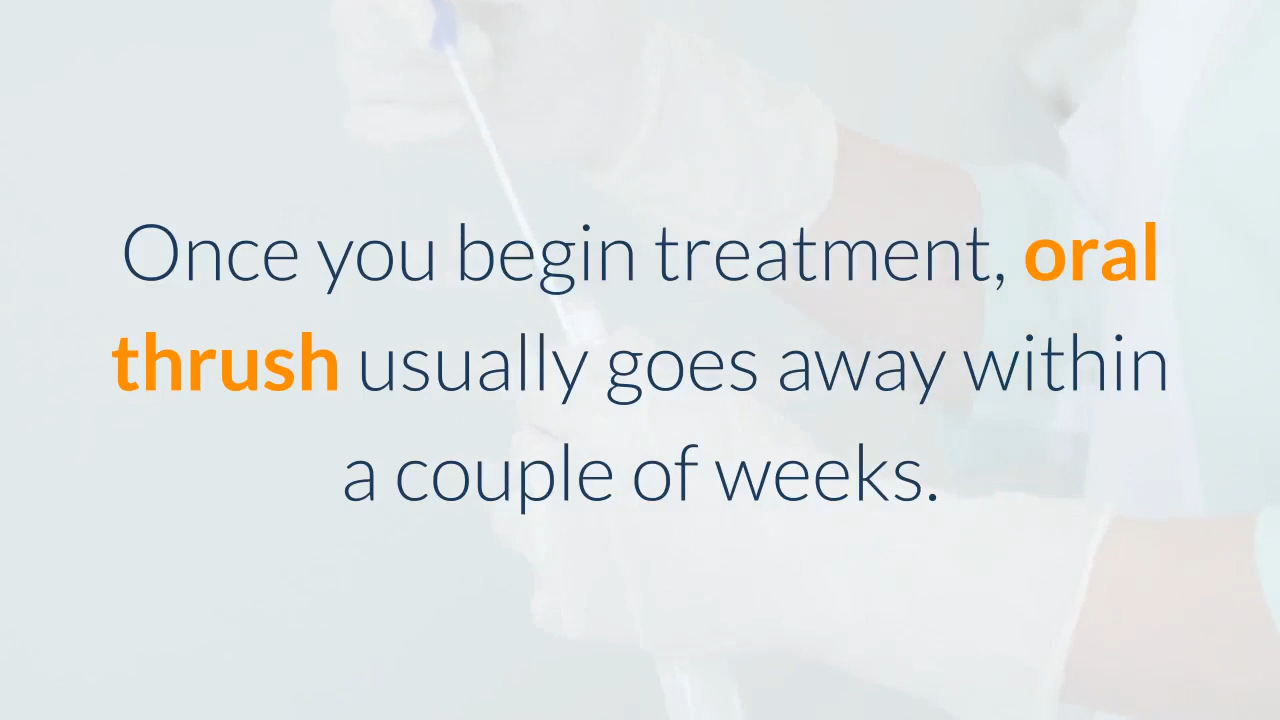 Once you begin treatment, oral
thrush usually goes away within
a couple of weeks.